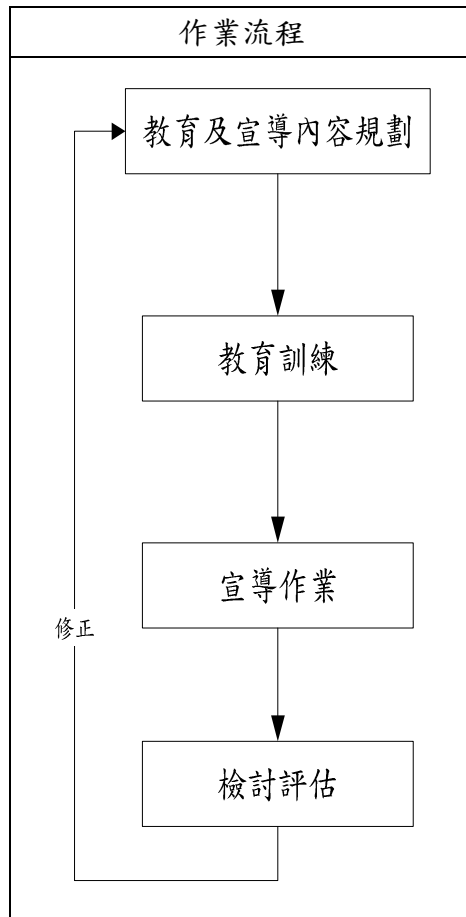 作業流程
教育及宣導內容規劃
教育訓練
宣導作業
修正
檢討評估